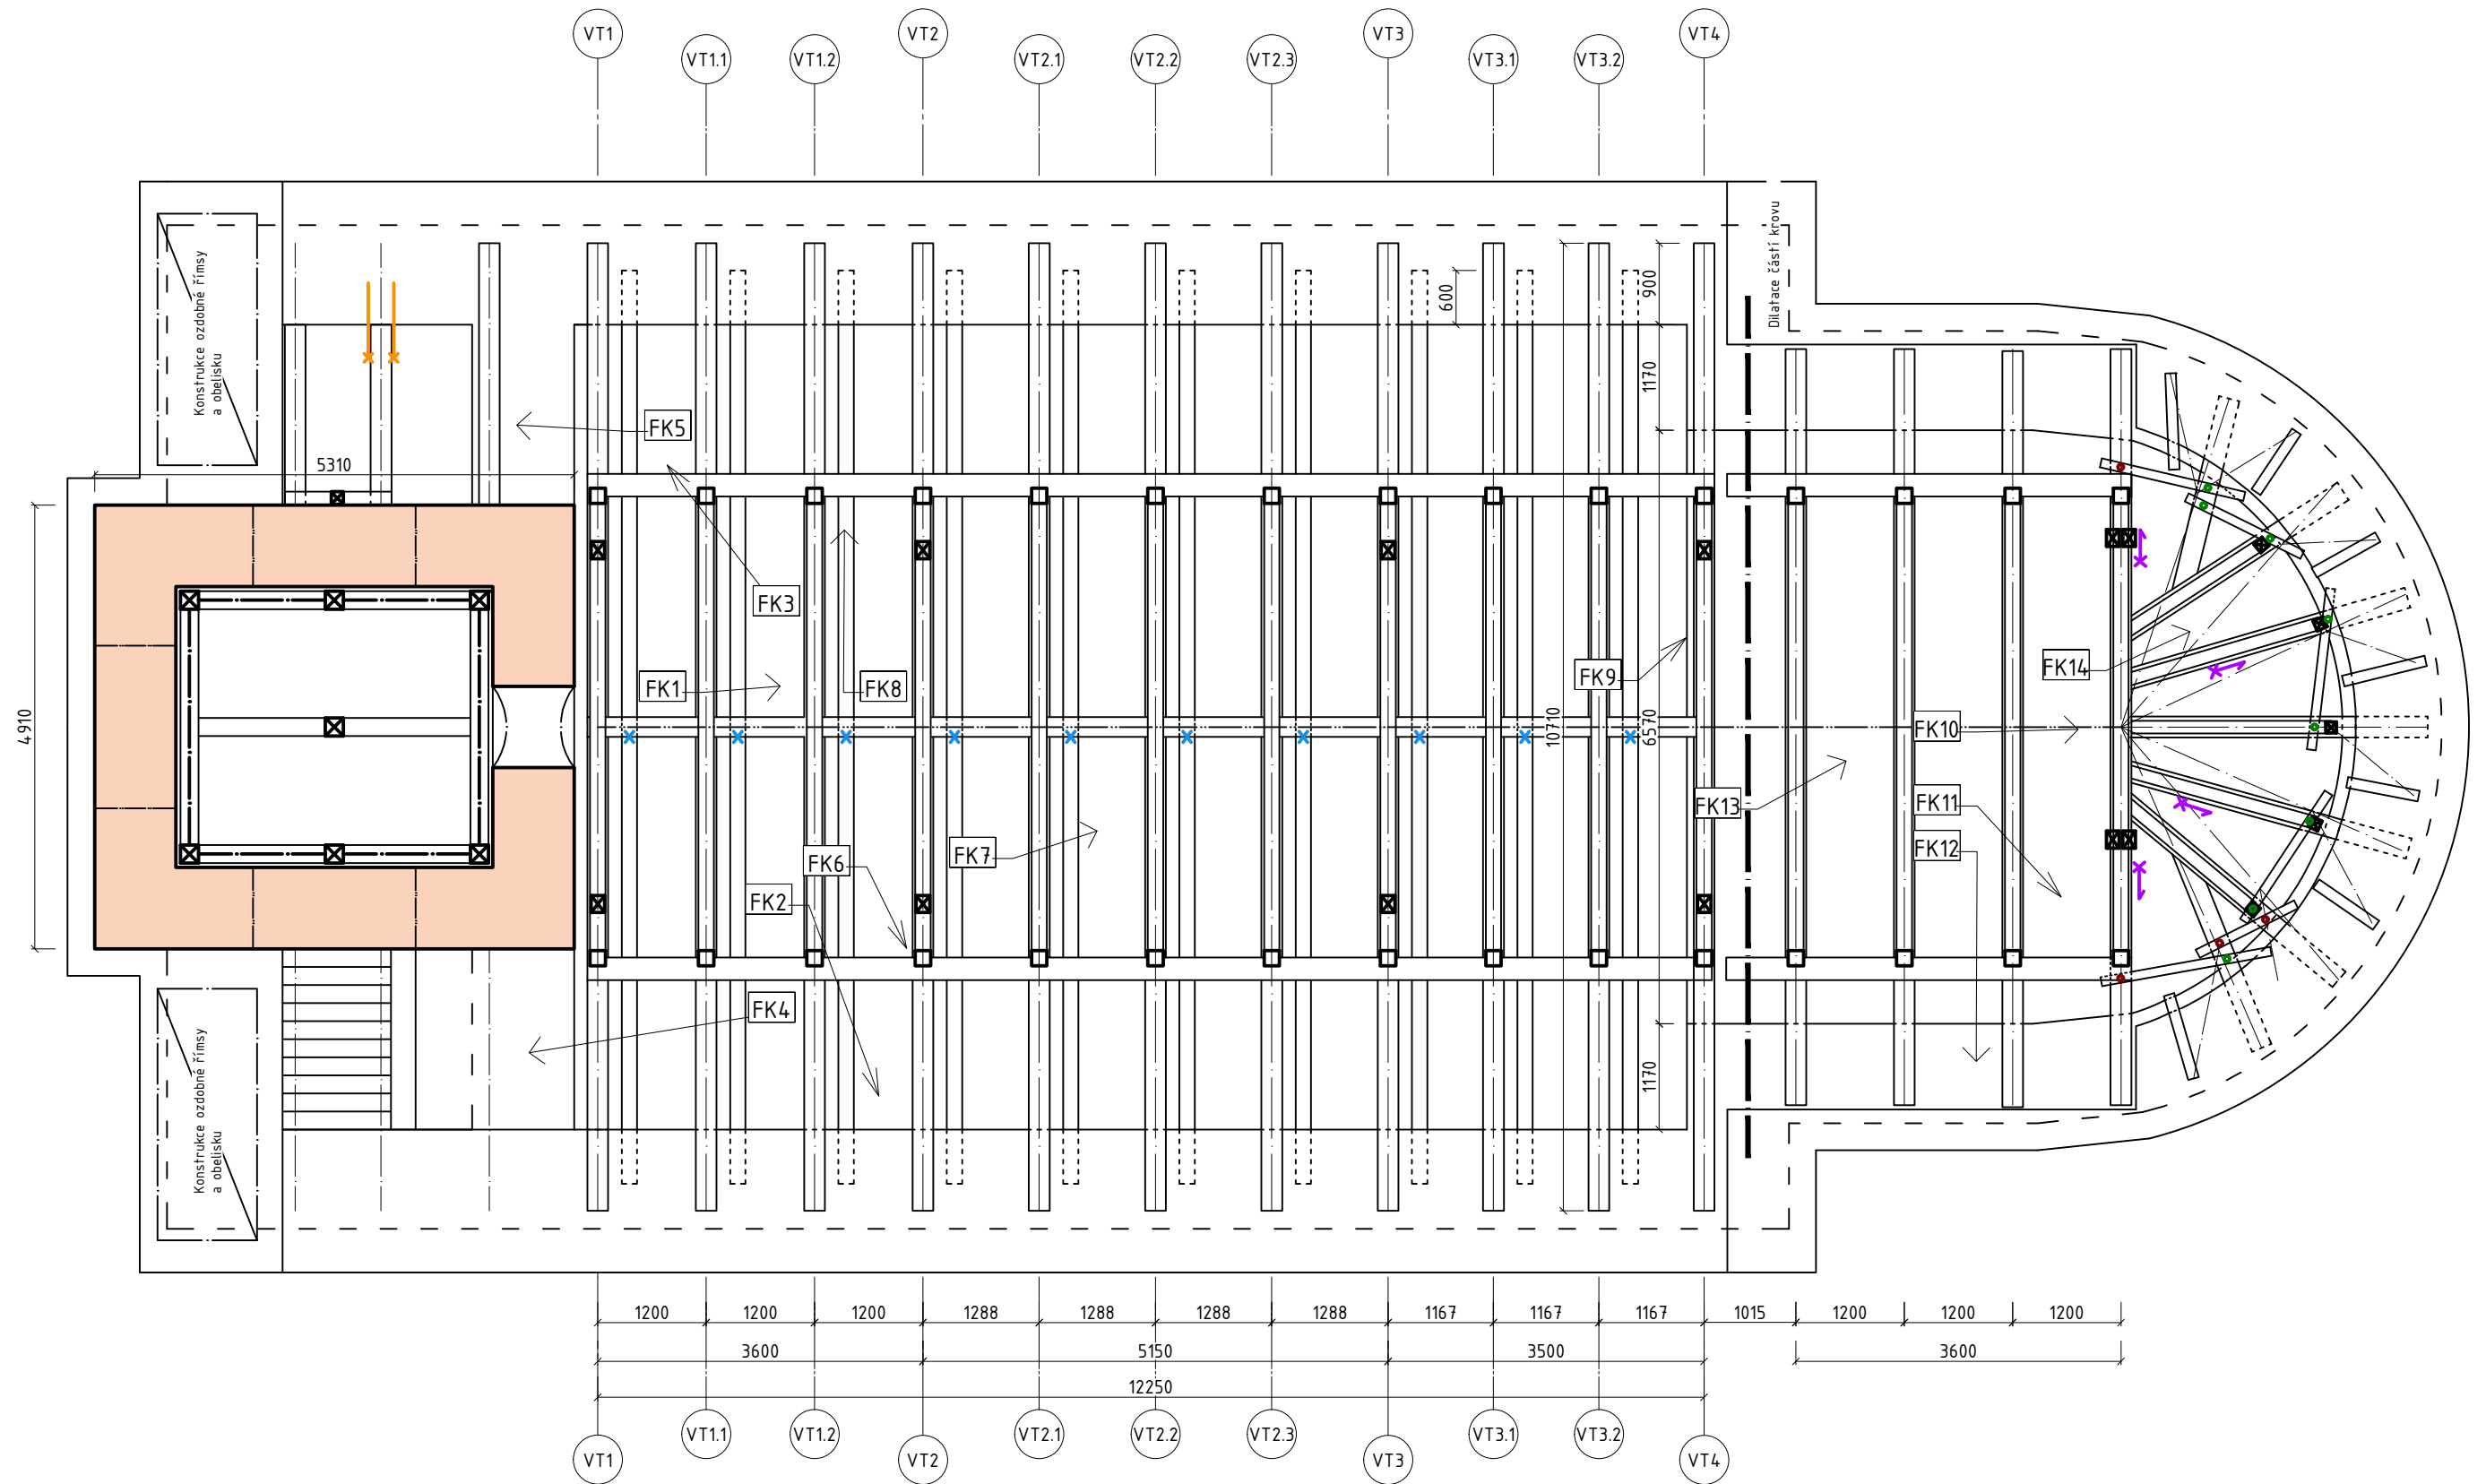 VT1
VT1.1
VT1.2
VT2
VT2.1
VT2.2
VT2.3
VT3
VT3.1
VT3.2
VT4
Konstrukce ozdobné římsy
a obelisku
Dilatace částí krovu
600
900
1170
FK5
5310
4910
FK3
FK1
FK8
FK9
10710
6570
FK14
FK10
FK13
FK11
FK12
FK7
FK6
FK2
FK4
1170
Konstrukce ozdobné římsy
a obelisku
1200
1200
1200
1288
1288
1288
1288
1167
1167
1167
1015
1200
1200
1200
3600
5150
3500
3600
12250
VT1
VT1.1
VT1.2
VT2
VT2.1
VT2.2
VT2.3
VT3
VT3.1
VT3.2
VT4